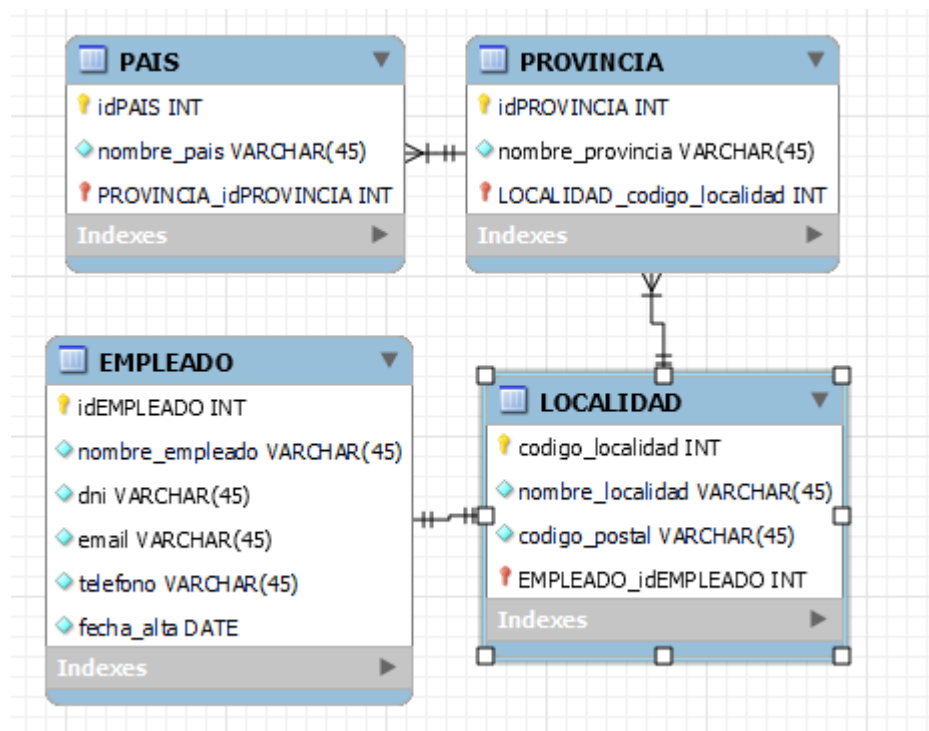 PAIS
idPAIS INT
nombre_pais VARCHAR(45)
PROVINCIA_idPROVINCIA INT
Indexes
PROVINCIA
idPROVINCIA INT
nombre_provincia VARCHAR(45)
LOCALIDAD_codigo_localidad INT
Indexes
EMPLEADO
idEMPLEADO INT
nombre_empleado VARCHAR(45)
dni VARCHAR(45)
email VARCHAR(45)
telefono VARCHAR(45)
fecha_alta DATE
Indexes
LOCALIDAD
codigo_localidad INT
nombre_localidad VARCHAR(45)
codigo_postal VARCHAR(45)
EMPLEADO_idEMPLEADO INT
Indexes